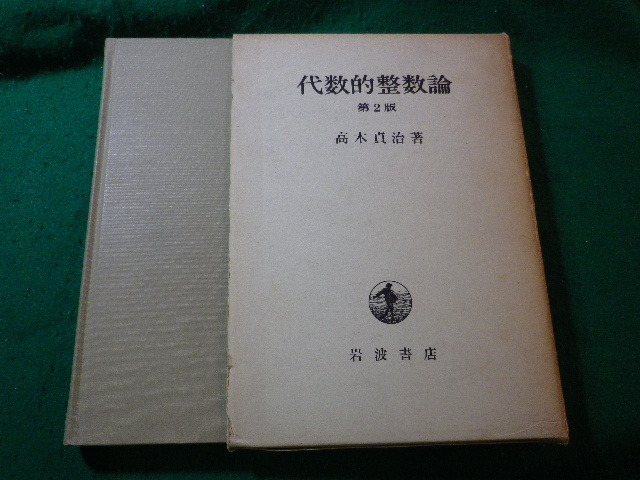 代数的整数論
第2版
高木貞治著
岩波書店